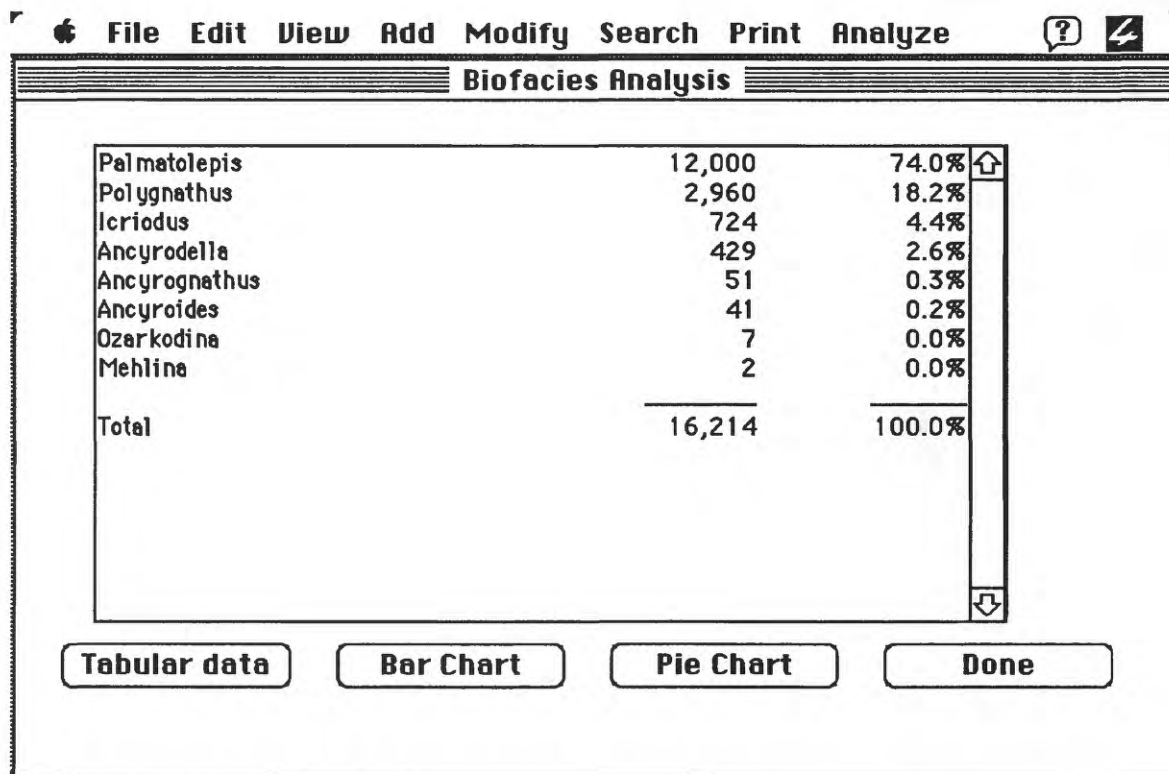 File Edit View Add Modify Search Print Analyze ? 4
Biofacies Analysis
Palmatolepis 12,000 74.0%
Polygnathus 2,960 18.2%
Icriodus 724 4.4%
Ancyrodella 429 2.6%
Ancyrognathus 51 0.3%
Ancyroides 41 0.2%
Ozarkodina 7 0.0%
Mehlina 2 0.0%
Total 16,214 100.0%
Tabular data Bar Chart Pie Chart Done